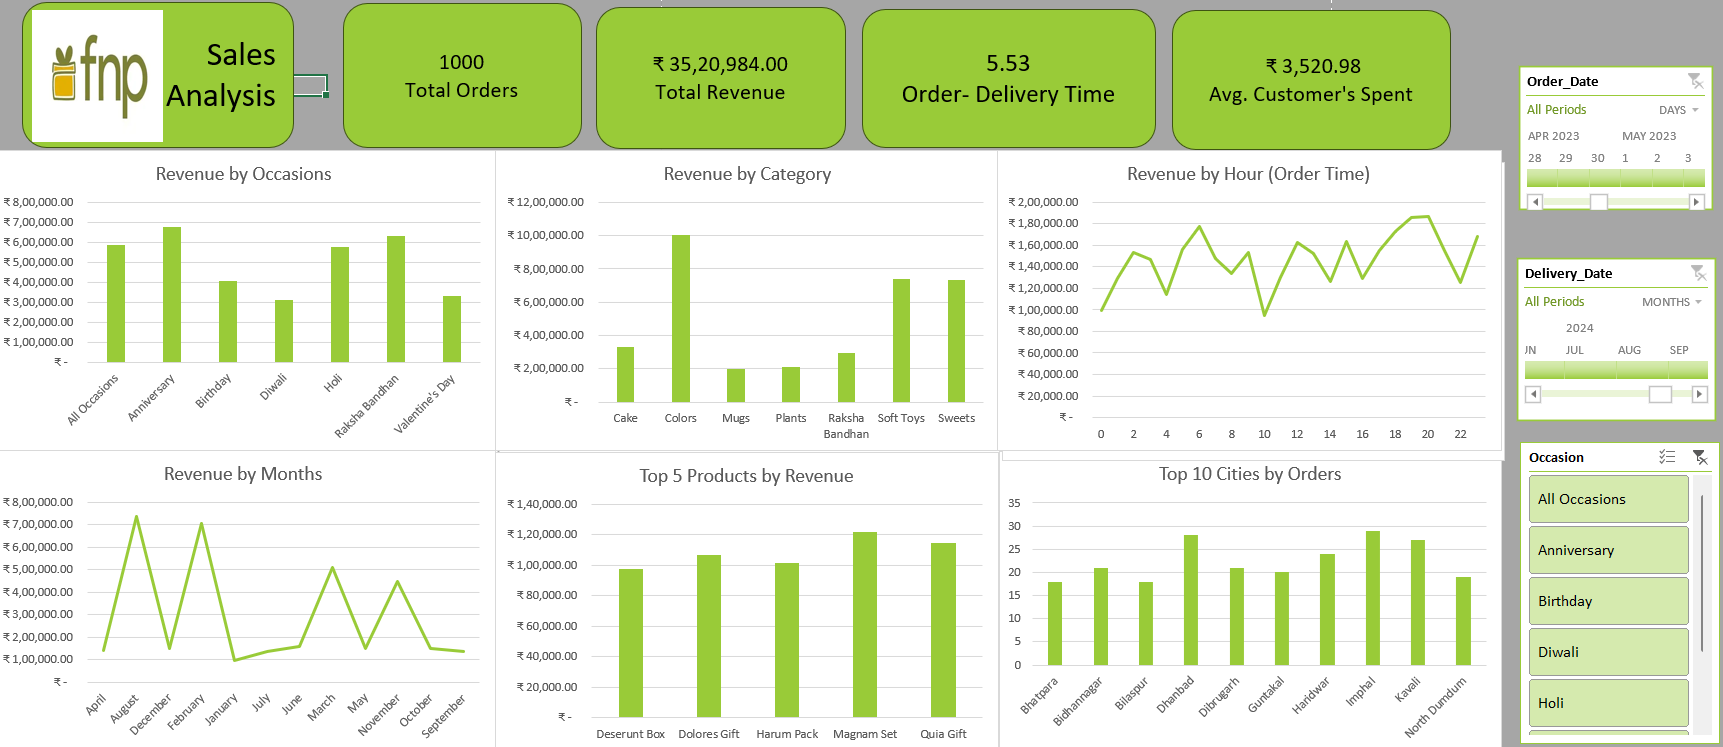 fnp
Sales
Analysis
1000
Total Orders
₹ 35,20,984.00
Total Revenue
5.53
Order- Delivery Time
₹ 3,520.98
Avg. Customer's Spent
Order_Date
All Periods
DAYS
APR 2023
MAY 2023
28 29 30 1 2 3
Delivery_Date
All Periods
MONTHS
2024
JUL AUG SEP
Occasion
All Occasions
Anniversary
Birthday
Diwali
Holi
Revenue by Occasions
₹ 8,00,000.00
₹ 7,00,000.00
₹ 6,00,000.00
₹ 5,00,000.00
₹ 4,00,000.00
₹ 3,00,000.00
₹ 2,00,000.00
₹ 1,00,000.00
₹ -
All Occasions
Anniversary
Birthday
Diwali
Holi
Raksha Bandhan
Valentine's Day
Revenue by Category
₹ 12,00,000.00
₹ 10,00,000.00
₹ 8,00,000.00
₹ 6,00,000.00
₹ 4,00,000.00
₹ 2,00,000.00
₹ -
Cake
Colors
Mugs
Plants
Raksha
Bandhan
Soft Toys
Sweets
Revenue by Hour (Order Time)
₹ 2,00,000.00
₹ 1,80,000.00
₹ 1,60,000.00
₹ 1,40,000.00
₹ 1,20,000.00
₹ 1,00,000.00
₹ 80,000.00
₹ 60,000.00
₹ 40,000.00
₹ 20,000.00
₹ -
0 2 4 6 8 10 12 14 16 18 20 22
Revenue by Months
₹ 8,00,000.00
₹ 7,00,000.00
₹ 6,00,000.00
₹ 5,00,000.00
₹ 4,00,000.00
₹ 3,00,000.00
₹ 2,00,000.00
₹ 1,00,000.00
₹ -
April
August
December
February
January
July
June
March
May
November
October
September
Top 5 Products by Revenue
₹ 1,40,000.00
₹ 1,20,000.00
₹ 1,00,000.00
₹ 80,000.00
₹ 60,000.00
₹ 40,000.00
₹ 20,000.00
₹ -
Deserunt Box
Dolores Gift
Harum Pack
Magnam Set
Quia Gift
Top 10 Cities by Orders
35
30
25
20
15
10
5
0
Bhatpara
Bidhannagar
Bilaspur
Dhanbad
Dibrugarh
Guntakal
Haridwar
Imphal
Kavali
North Dumdum